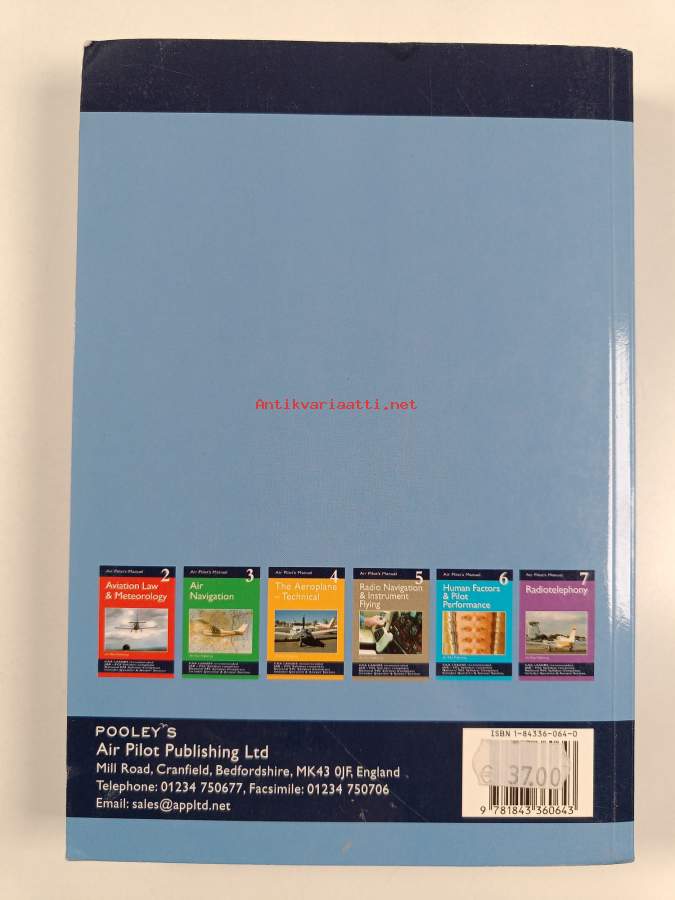 Antikvariaatti.net
Air Pilot's Manual 2
Aviation Law
& Meteorology
Air Pilot's Manual 3
Air
Navigation
Air Pilot's Manual 4
The Aeroplane
– Technical
Air Pilot's Manual 5
Radio Navigation
& Instrument
Flying
Air Pilot's Manual 6
Human Factors
& Pilot
Performance
Air Pilot's Manual 7
Radiotelephony
POOLEY'S
Air Pilot Publishing Ltd
Mill Road, Cranfield, Bedfordshire, MK43 0JF, England
Telephone: 01234 750677, Facsimile: 01234 750706
Email: sales@appltd.net
ISBN 1-84336-064-0
€ 37.00
9 781843 360643